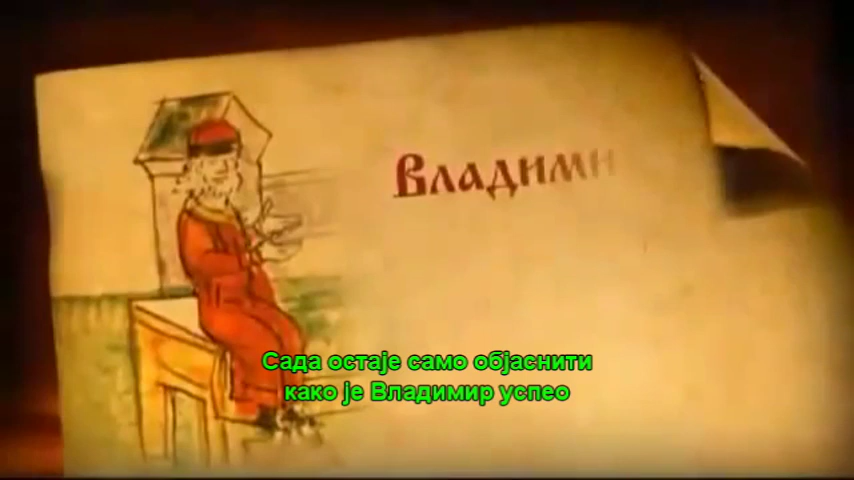 Владими
Сада остаје само објаснити
како је Владимир успео